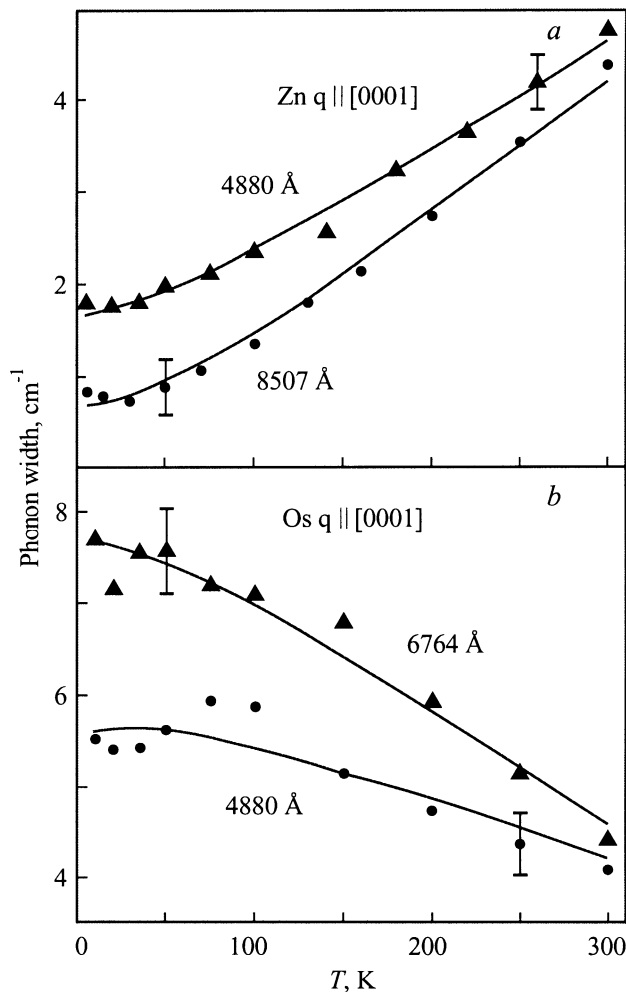 a
4
Zn q || [0001]
4880 Å
2
8507 Å
Phonon width, cm⁻¹
b
8
Os q || [0001]
6764 Å
6
4880 Å
4
0 100 200 300
T, K